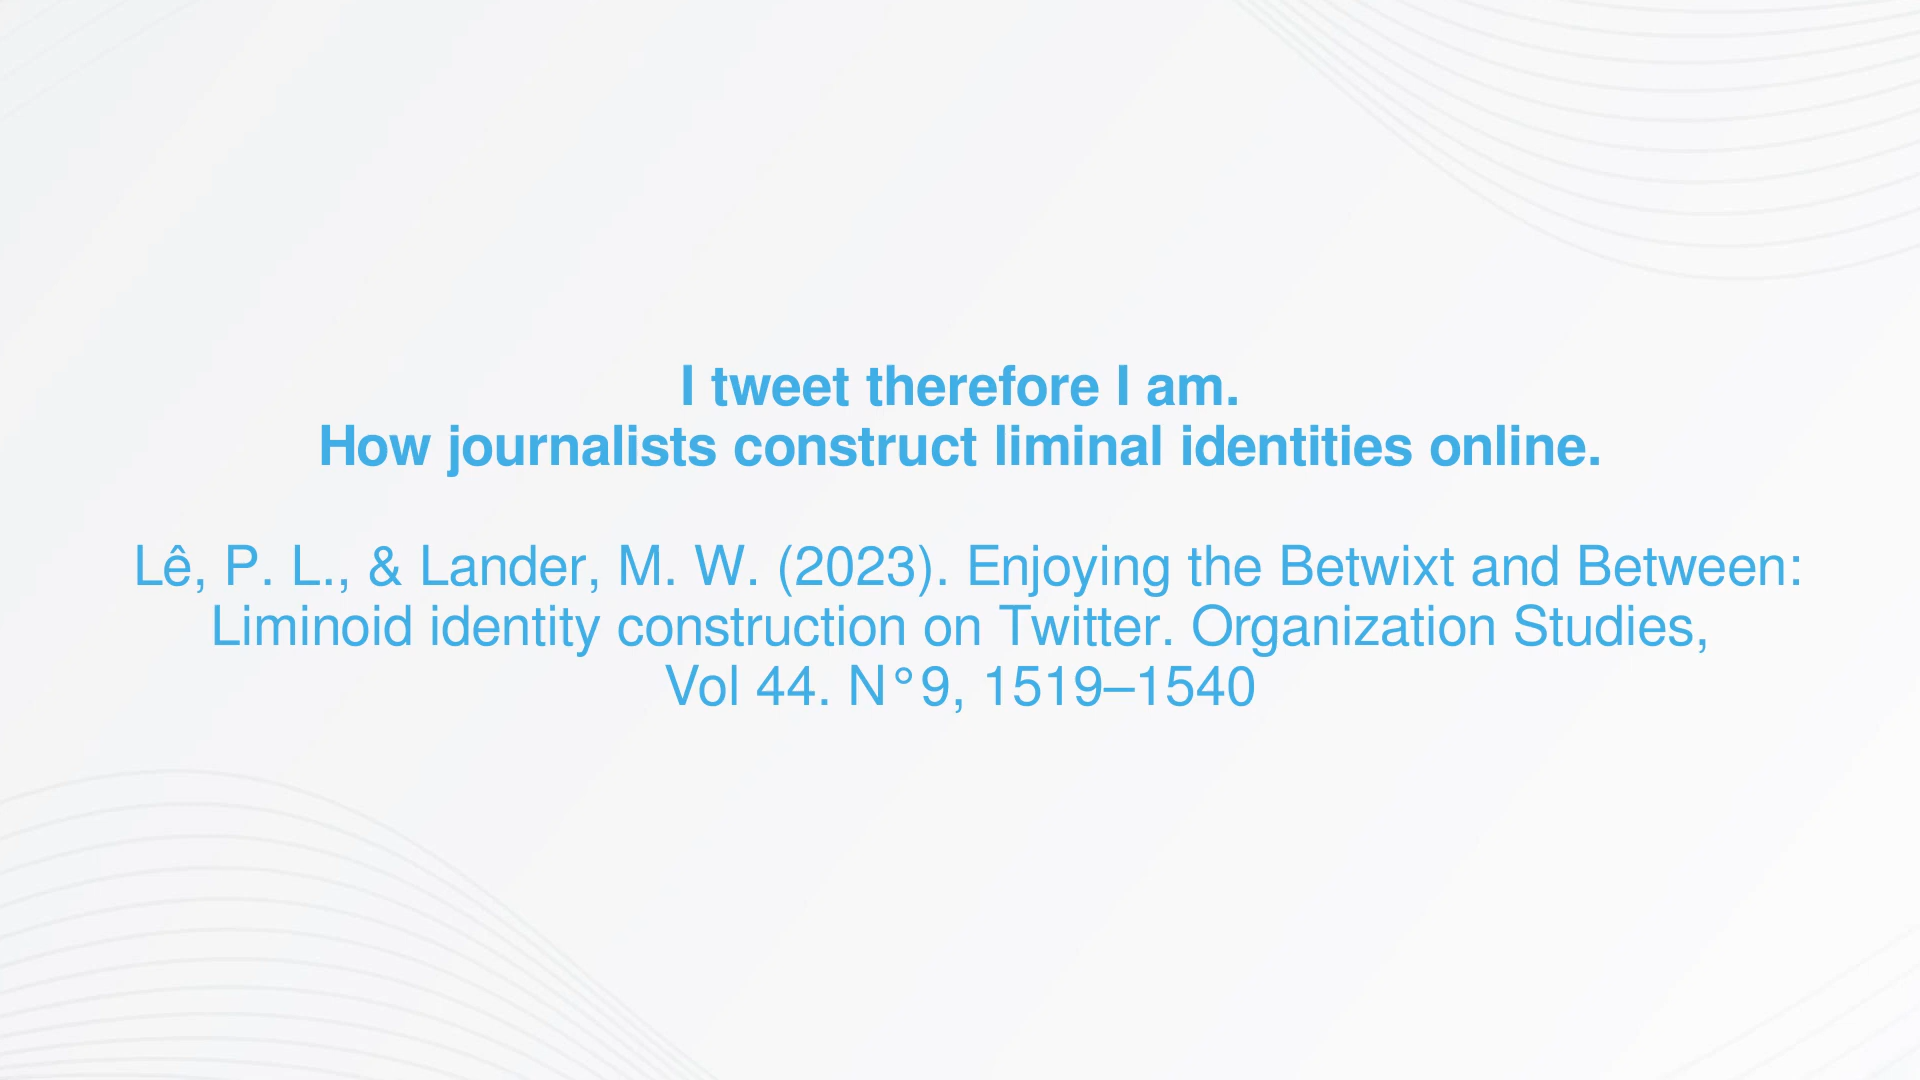 I tweet therefore I am.
How journalists construct liminal identities online.
Lê, P. L., & Lander, M. W. (2023). Enjoying the Betwixt and Between:
Liminoid identity construction on Twitter. Organization Studies,
Vol 44. N°9, 1519–1540